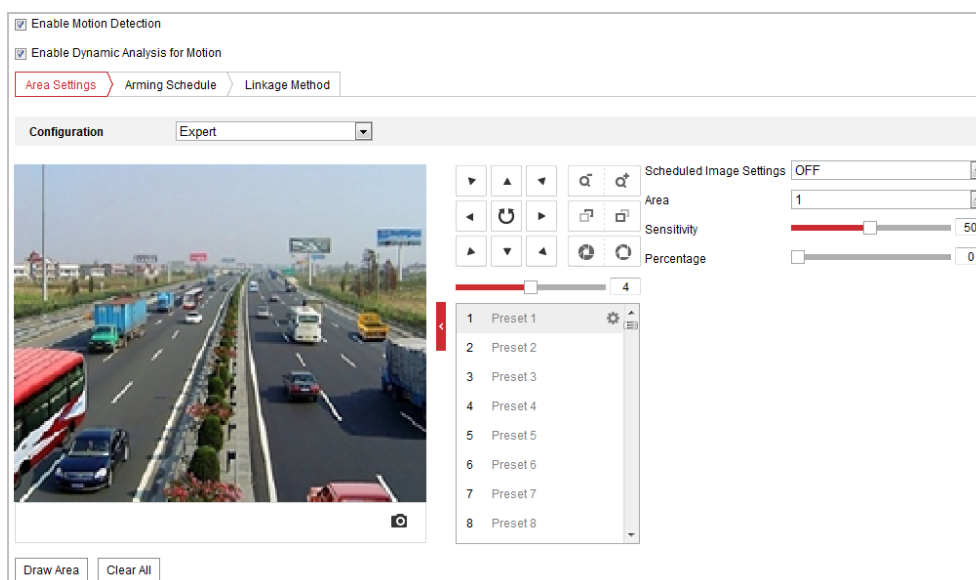 Enable Motion Detection
Enable Dynamic Analysis for Motion
Area Settings Arming Schedule Linkage Method
Configuration Expert
Scheduled Image Settings OFF
Area 1
Sensitivity 50
Percentage 0
4
1 Preset 1
2 Preset 2
3 Preset 3
4 Preset 4
5 Preset 5
6 Preset 6
7 Preset 7
8 Preset 8
Draw Area Clear All